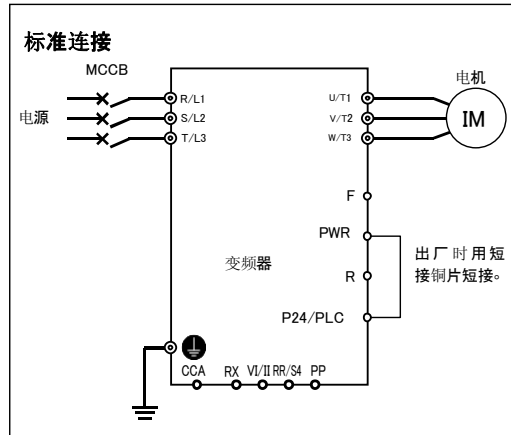 标准连接
MCCB
电源
R/L1
S/L2
T/L3
U/T1
V/T2
W/T3
电机
IM
F
PWR
R
P24/PLC
出厂时用短
接铜片短接。
变频器
CCA RX VI/II RR/S4 PP